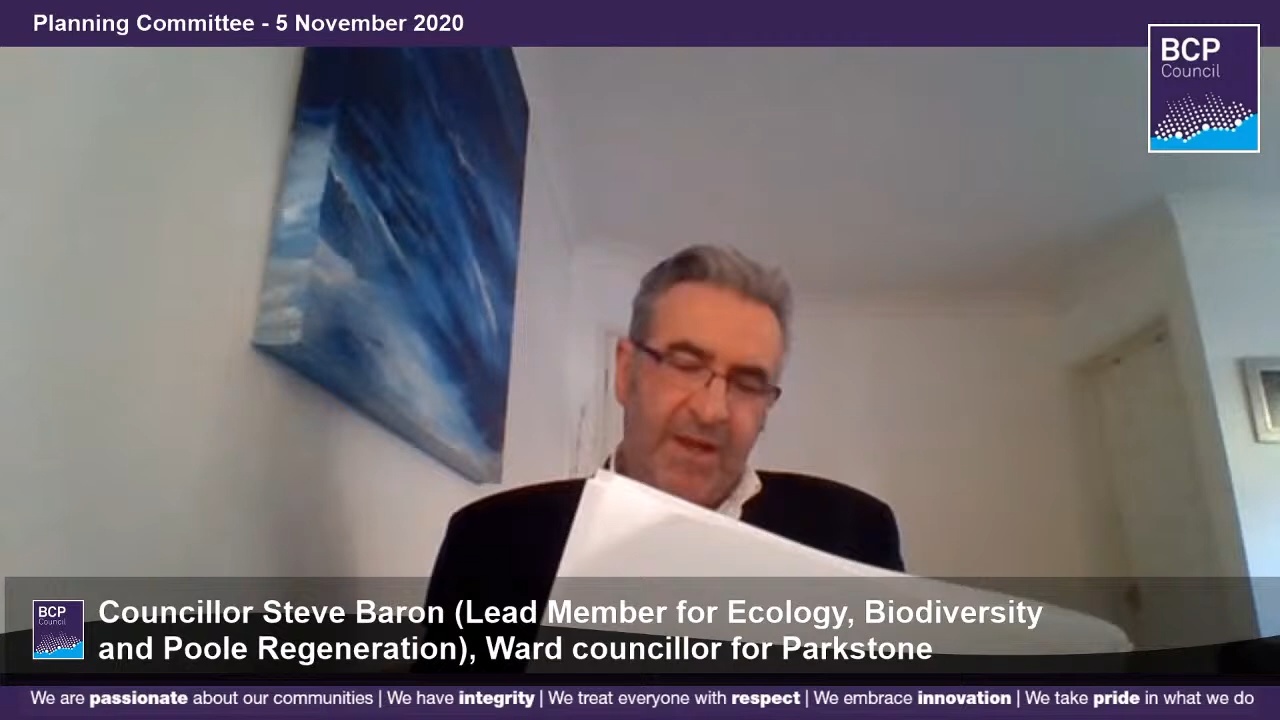 Planning Committee - 5 November 2020
BCP
Council
BCP
Council
Councillor Steve Baron (Lead Member for Ecology, Biodiversity
and Poole Regeneration), Ward councillor for Parkstone
We are passionate about our communities | We have integrity | We treat everyone with respect | We embrace innovation | We take pride in what we do